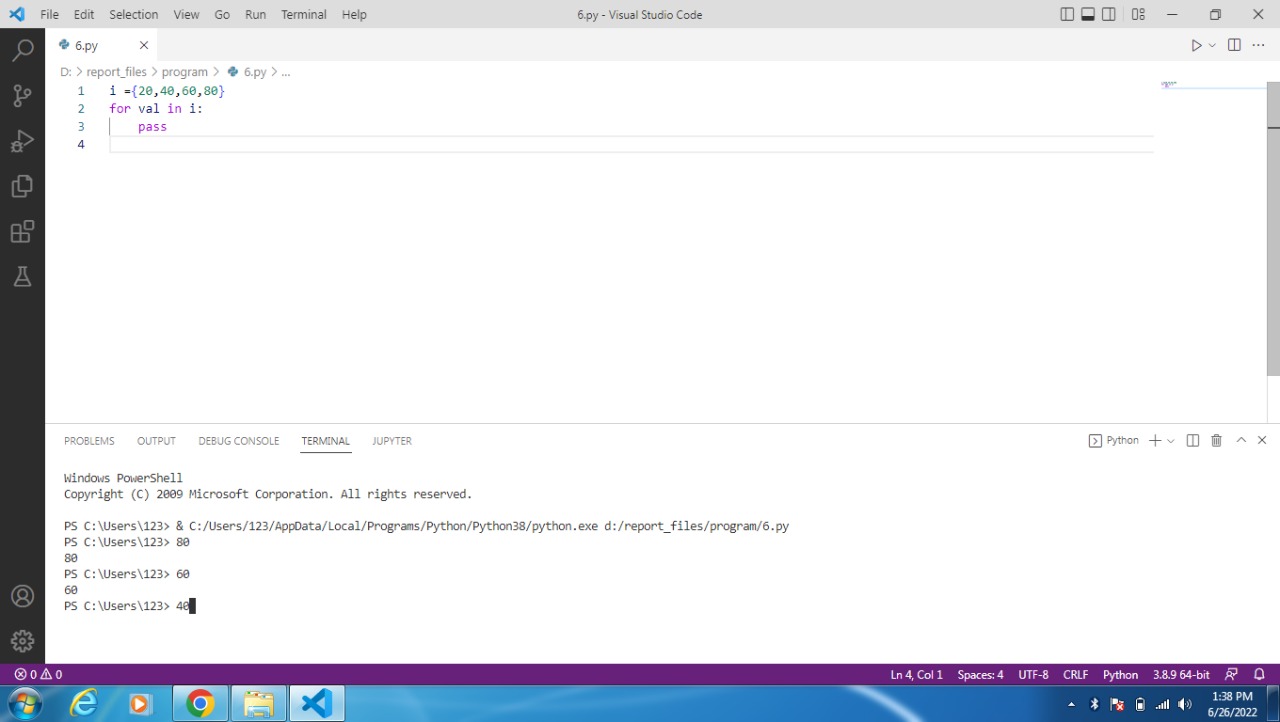 File Edit Selection View Go Run Terminal Help 6.py - Visual Studio Code
6.py
D: > report_files > program > 6.py > ...
1 i ={20,40,60,80}
2 for val in i:
3     pass
4
PROBLEMS OUTPUT DEBUG CONSOLE TERMINAL JUPYTER Python
Windows PowerShell
Copyright (C) 2009 Microsoft Corporation. All rights reserved.
PS C:\Users\123> & C:/Users/123/AppData/Local/Programs/Python/Python38/python.exe d:/report_files/program/6.py
PS C:\Users\123> 80
80
PS C:\Users\123> 60
60
PS C:\Users\123> 40
0 0 Ln 4, Col 1 Spaces: 4 UTF-8 CRLF Python 3.8.9 64-bit
1:38 PM
6/26/2022